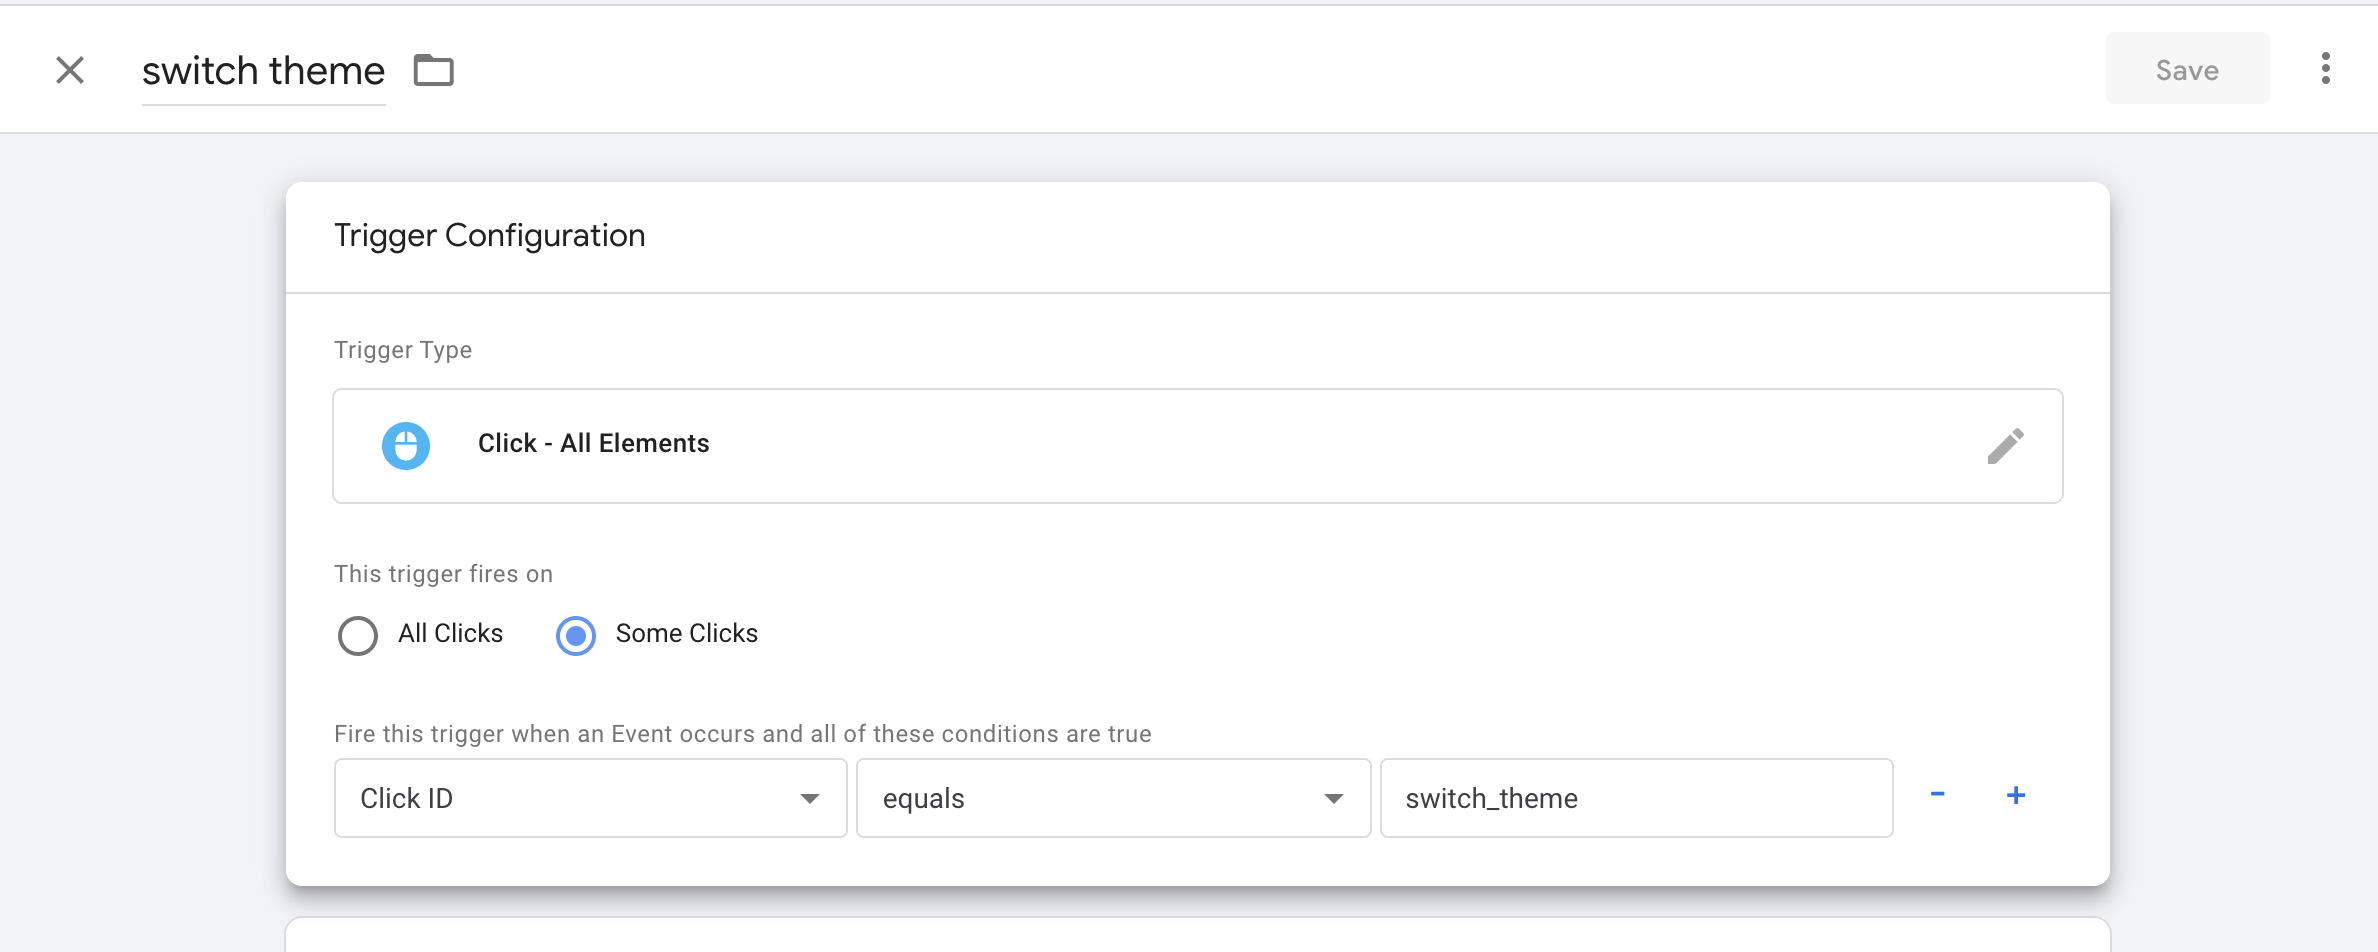 switch theme
Save
Trigger Configuration
Trigger Type
Click - All Elements
This trigger fires on
All Clicks Some Clicks
Fire this trigger when an Event occurs and all of these conditions are true
Click ID equals switch_theme - +